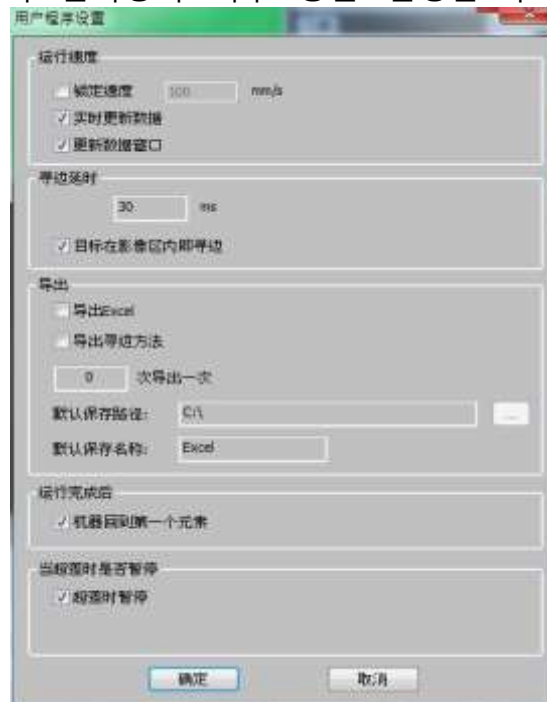 用户程序设置
运行速度
锁定速度 100 mm/s
实时更新数据
更新数据窗口
寻边延时
30 ms
目标在影像区内即寻边
导出
导出Excel
导出寻边方法
0 次导出一次
默认保存路径: C:\ ...
默认保存名称: Excel
运行完成后
机器回到第一个元素
当超差时是否暂停
超差时暂停
确定 取消